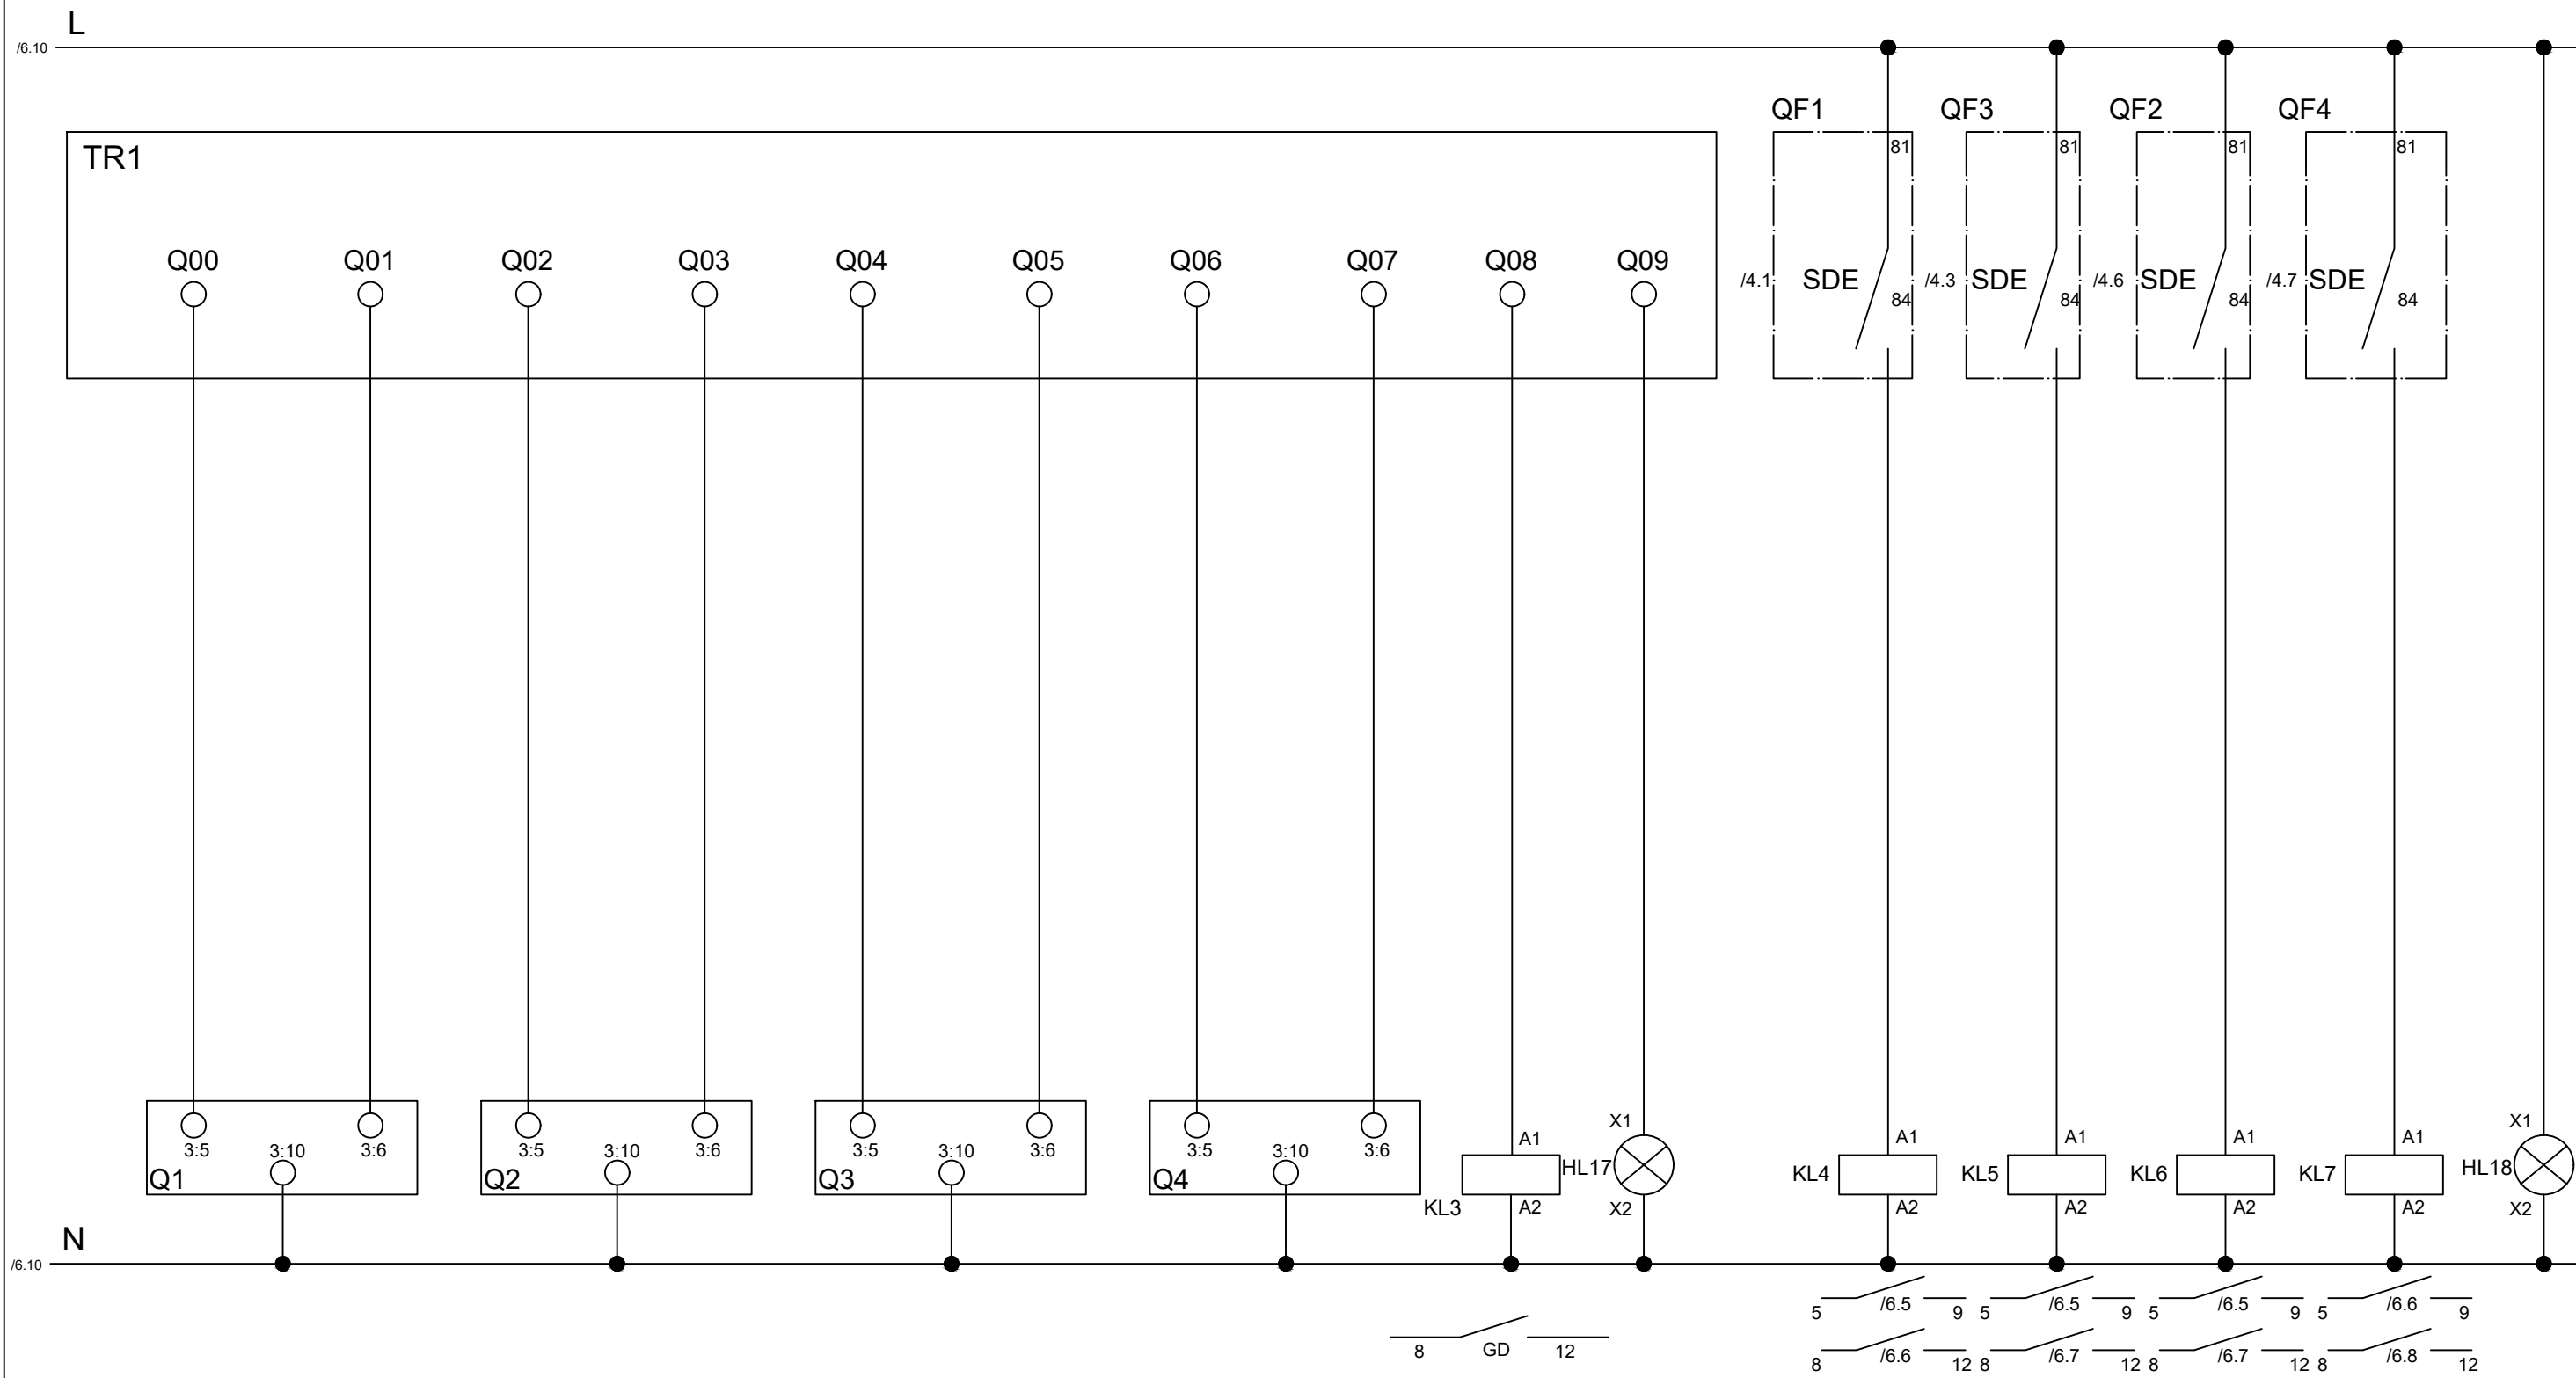 L
/6.10
QF1 QF3 QF2 QF4
TR1
81 81 81 81
Q00 Q01 Q02 Q03 Q04 Q05 Q06 Q07 Q08 Q09
/4.1 SDE /4.3 SDE /4.6 SDE /4.7 SDE
84 84 84 84
X1 X1
A1 A1 A1 A1 A1
3:5 3:10 3:6 3:5 3:10 3:6 3:5 3:10 3:6 3:5 3:10 3:6
HL17 KL4 KL5 KL6 KL7 HL18
Q1 Q2 Q3 Q4
KL3 A2 X2 A2 A2 A2 A2 X2
N
/6.10
5 /6.5 9 5 /6.5 9 5 /6.5 9 5 /6.6 9
8 GD 12
8 /6.6 12 8 /6.7 12 8 /6.7 12 8 /6.8 12